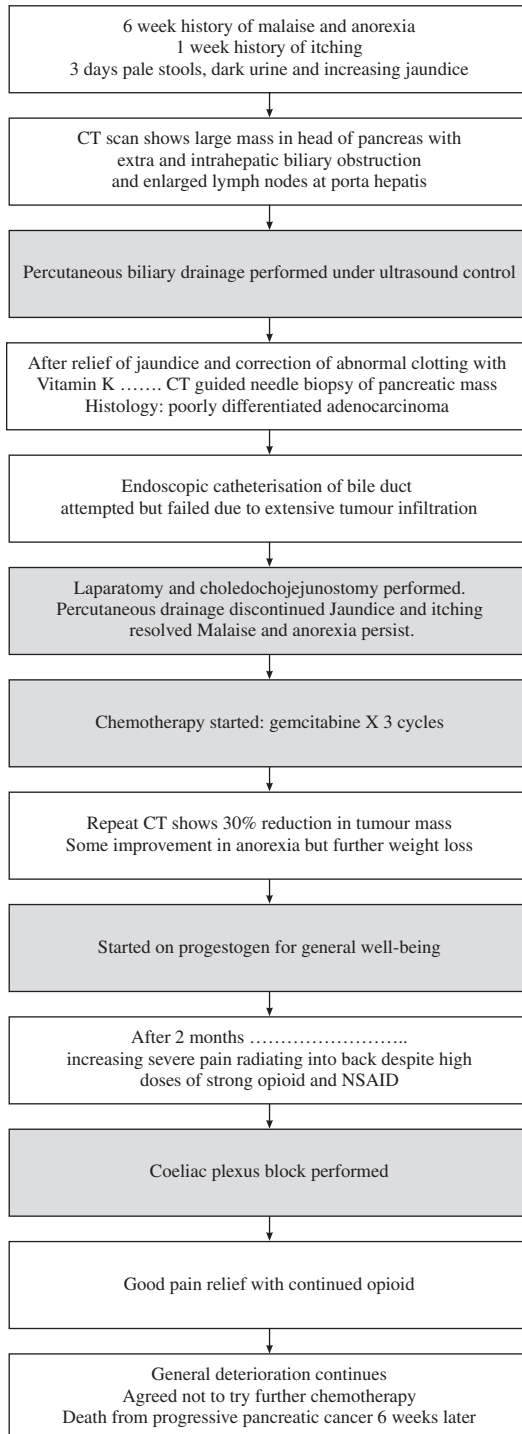 6 week history of malaise and anorexia
1 week history of itching
3 days pale stools, dark urine and increasing jaundice
CT scan shows large mass in head of pancreas with
extra and intrahepatic biliary obstruction
and enlarged lymph nodes at porta hepatis
Percutaneous biliary drainage performed under ultrasound control
After relief of jaundice and correction of abnormal clotting with
Vitamin K ....... CT guided needle biopsy of pancreatic mass
Histology: poorly differentiated adenocarcinoma
Endoscopic catheterisation of bile duct
attempted but failed due to extensive tumour infiltration
Laparatomy and choledochojejunostomy performed.
Percutaneous drainage discontinued Jaundice and itching
resolved Malaise and anorexia persist.
Chemotherapy started: gemcitabine X 3 cycles
Repeat CT shows 30% reduction in tumour mass
Some improvement in anorexia but further weight loss
Started on progestogen for general well-being
After 2 months ……………………..
increasing severe pain radiating into back despite high
doses of strong opioid and NSAID
Coeliac plexus block performed
Good pain relief with continued opioid
General deterioration continues
Agreed not to try further chemotherapy
Death from progressive pancreatic cancer 6 weeks later